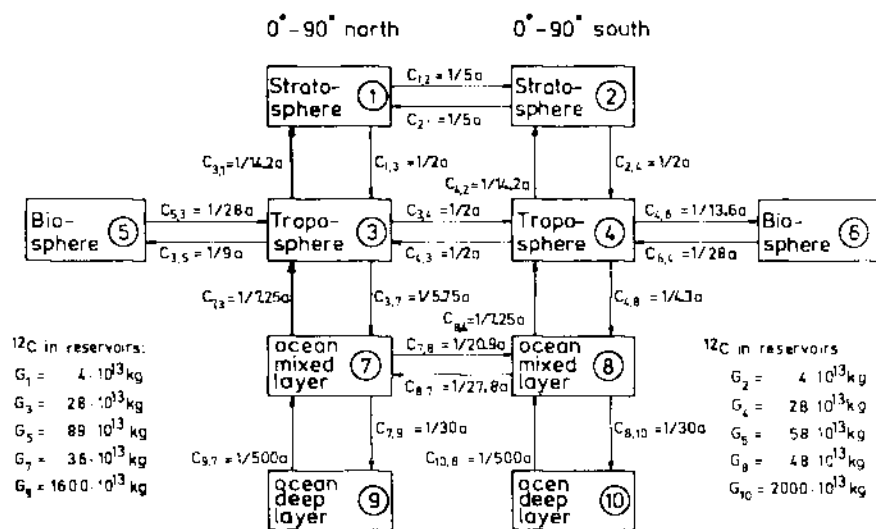 0°-90° north
0°-90° south
Strato-
sphere
1
C1,2 = 1/5a
C2, = 1/5a
Strato-
sphere
2
C3,1 = 1/14.2a
C1,3 = 1/2a
C4,2 = 1/14.2a
C2,4 = 1/2a
Bio-
sphere
5
C5,3 = 1/28a
C3,5 = 1/9a
Tropo-
sphere
3
C3,4 = 1/2a
C4,3 = 1/2a
Tropo-
sphere
4
C4,6 = 1/13.6a
C6,4 = 1/28a
Bio-
sphere
6
C7,3 = 1/7.25a
C3,7 = 1/5.75a
C8,4 = 1/7.25a
C4,8 = 1/4.3a
ocean
mixed
layer
7
C7,8 = 1/20.9a
C8,7 = 1/27.8a
ocean
mixed
layer
8
C9,7 = 1/500a
C7,9 = 1/30a
C10,8 = 1/500a
C8,10 = 1/30a
ocean
deep
layer
9
ocean
deep
layer
10
12C in reservoirs:
G1 = 4·10^13 kg
G3 = 28·10^13 kg
G5 = 89·10^13 kg
G7 = 36·10^13 kg
G9 = 1600·10^13 kg
12C in reservoirs
G2 = 4 10^13 kg
G4 = 28 10^13 kg
G6 = 58 10^13 kg
G8 = 48 10^13 kg
G10 = 2000·10^13 kg